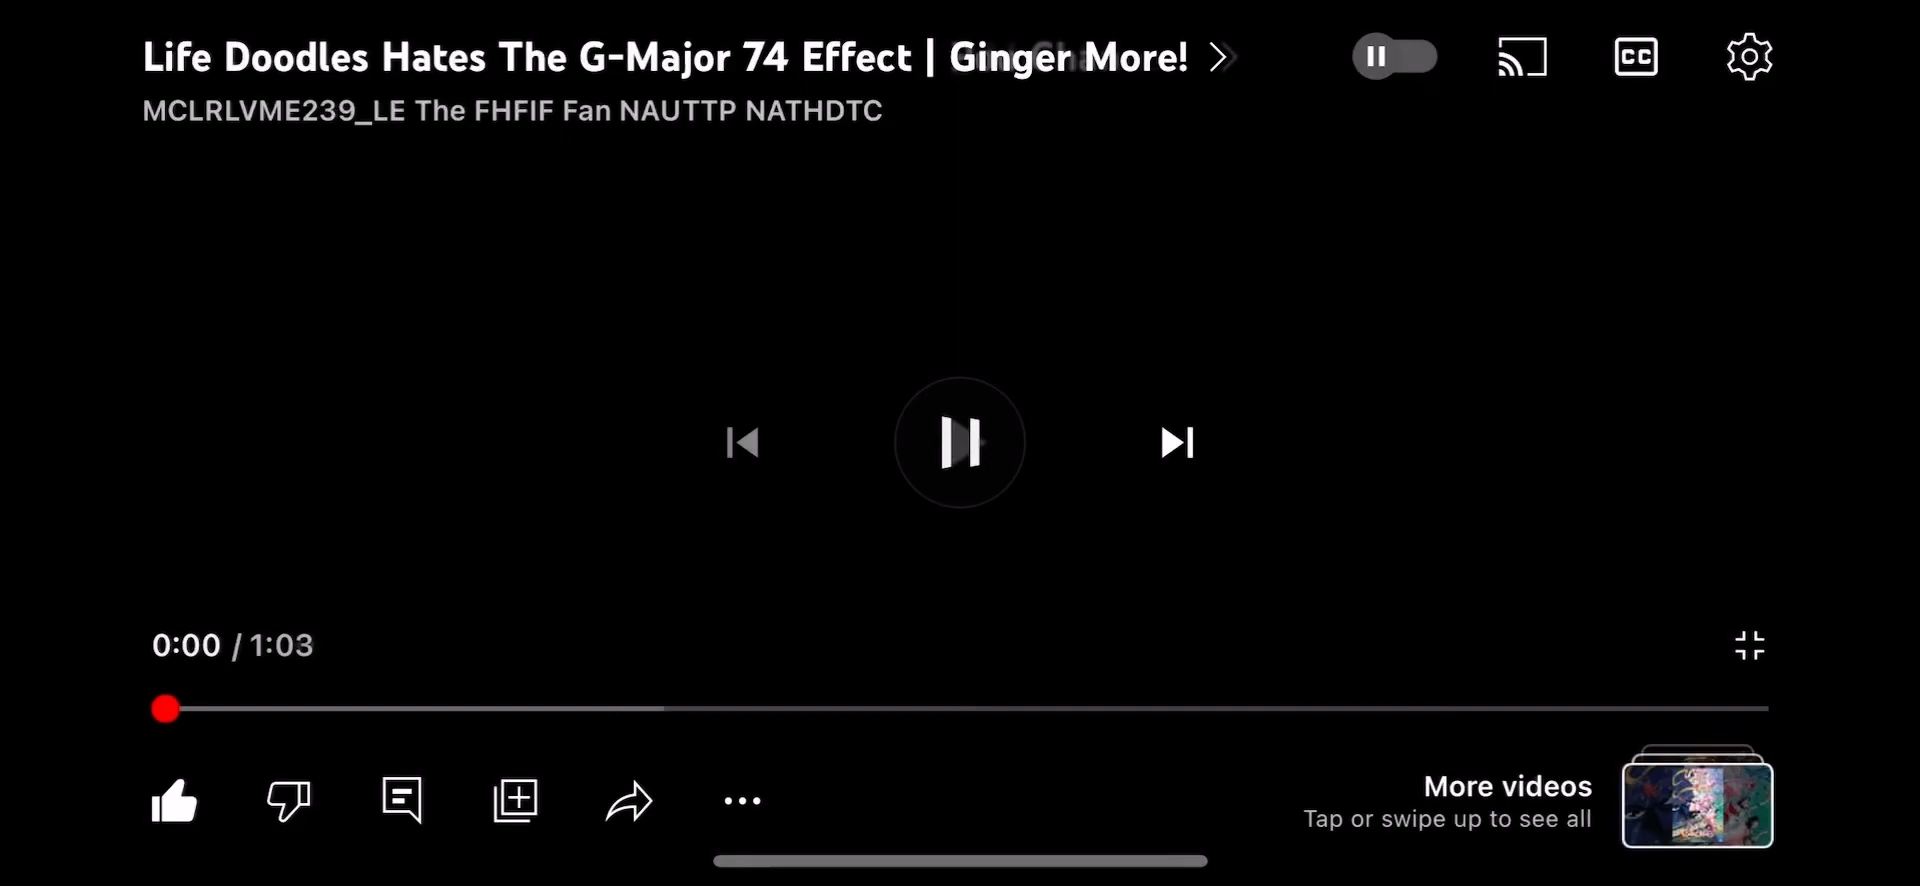 Life Doodles Hates The G-Major 74 Effect | Ginger More!
MCLRLVME239_LE The FHFIF Fan NAUTTP NATHDTC
CC
0:00 / 1:03
More videos
Tap or swipe up to see all